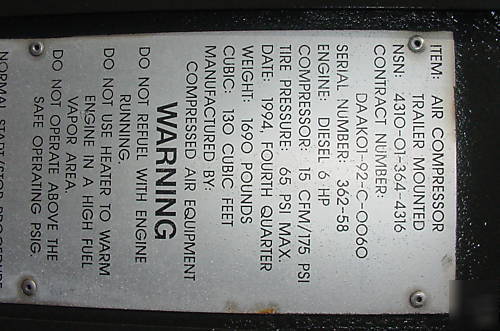 ITEM: AIR COMPRESSOR
TRAILER MOUNTED
NSN: 4310-01-364-4316
CONTRACT NUMBER:
DAAK01-92-C-0060
SERIAL NUMBER: 362-58
ENGINE: DIESEL 6 HP
COMPRESSOR: 15 CFM/175 PSI
TIRE PRESSURE: 65 PSI MAX.
DATE: 1994, FOURTH QUARTER
WEIGHT: 1690 POUNDS
CUBIC: 130 CUBIC FEET
MANUFACTURED BY:
COMPRESSED AIR EQUIPMENT
WARNING
DO NOT REFUEL WITH ENGINE
RUNNING.
DO NOT USE HEATER TO WARM
ENGINE IN A HIGH FUEL
VAPOR AREA.
DO NOT OPERATE ABOVE THE
SAFE OPERATING PSIG.
NORMAL START/STOP PROCEDURE